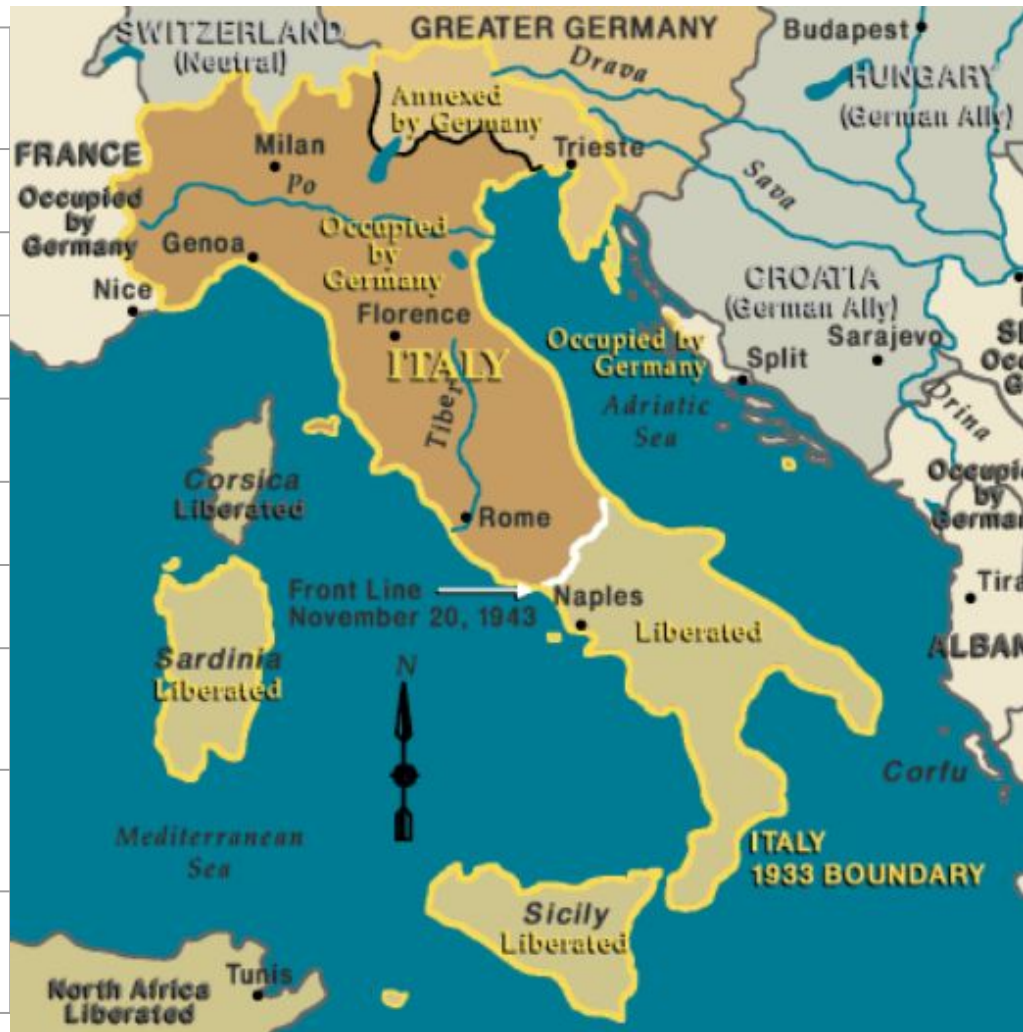 SWITZERLAND
(Neutral)
GREATER GERMANY
Drava
Budapest
HUNGARY
(German Ally)
Annexed
by Germany
FRANCE
Occupied
by
Germany
Milan
Po
Trieste
Sava
Genoa
Occupied
by
Germany
Nice
Florence
ITALY
Tiber
CROATIA
(German Ally)
Sarajevo
Occupied by
Germany
Split
Adriatic
Sea
Drina
Corsica
Liberated
Rome
by
Front Line
November 20, 1943
Naples
Liberated
Sardinia
Liberated
N
Corfu
Mediterranean
Sea
ITALY
1933 BOUNDARY
Sicily
Liberated
Tunis
North Africa
Liberated